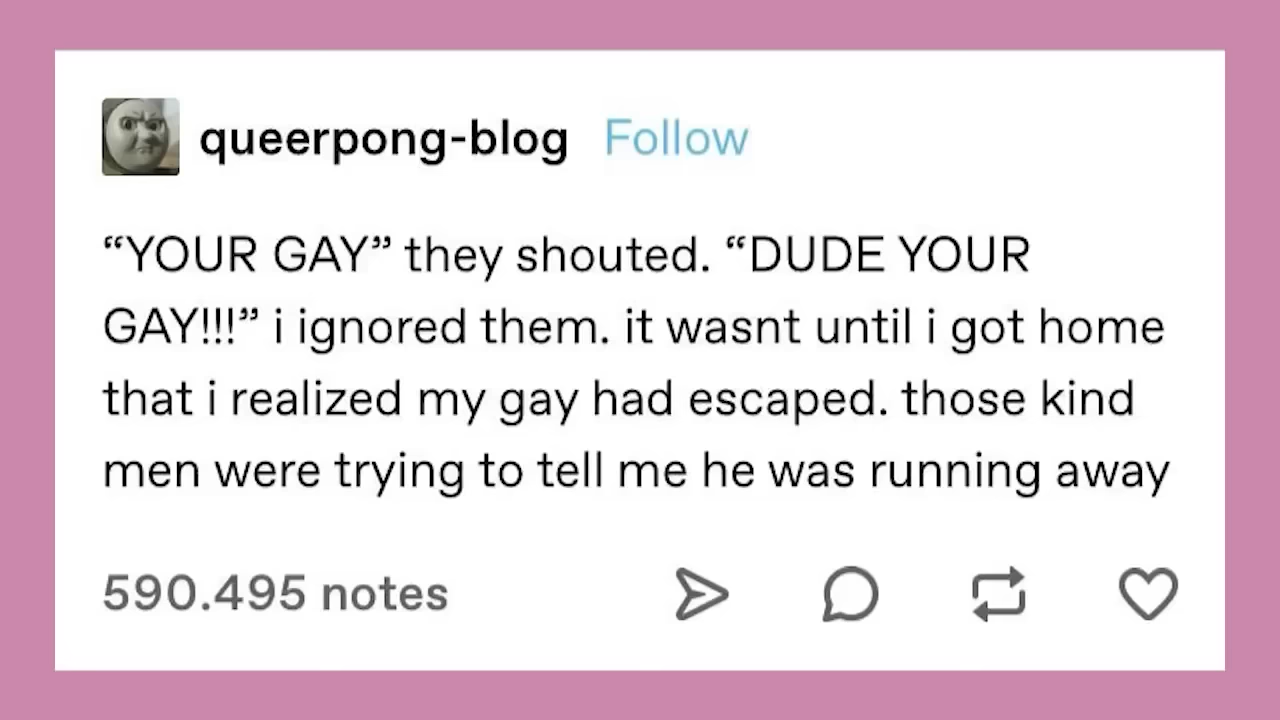 queerpong-blog Follow
“YOUR GAY” they shouted. “DUDE YOUR
GAY!!!” i ignored them. it wasnt until i got home
that i realized my gay had escaped. those kind
men were trying to tell me he was running away
590.495 notes